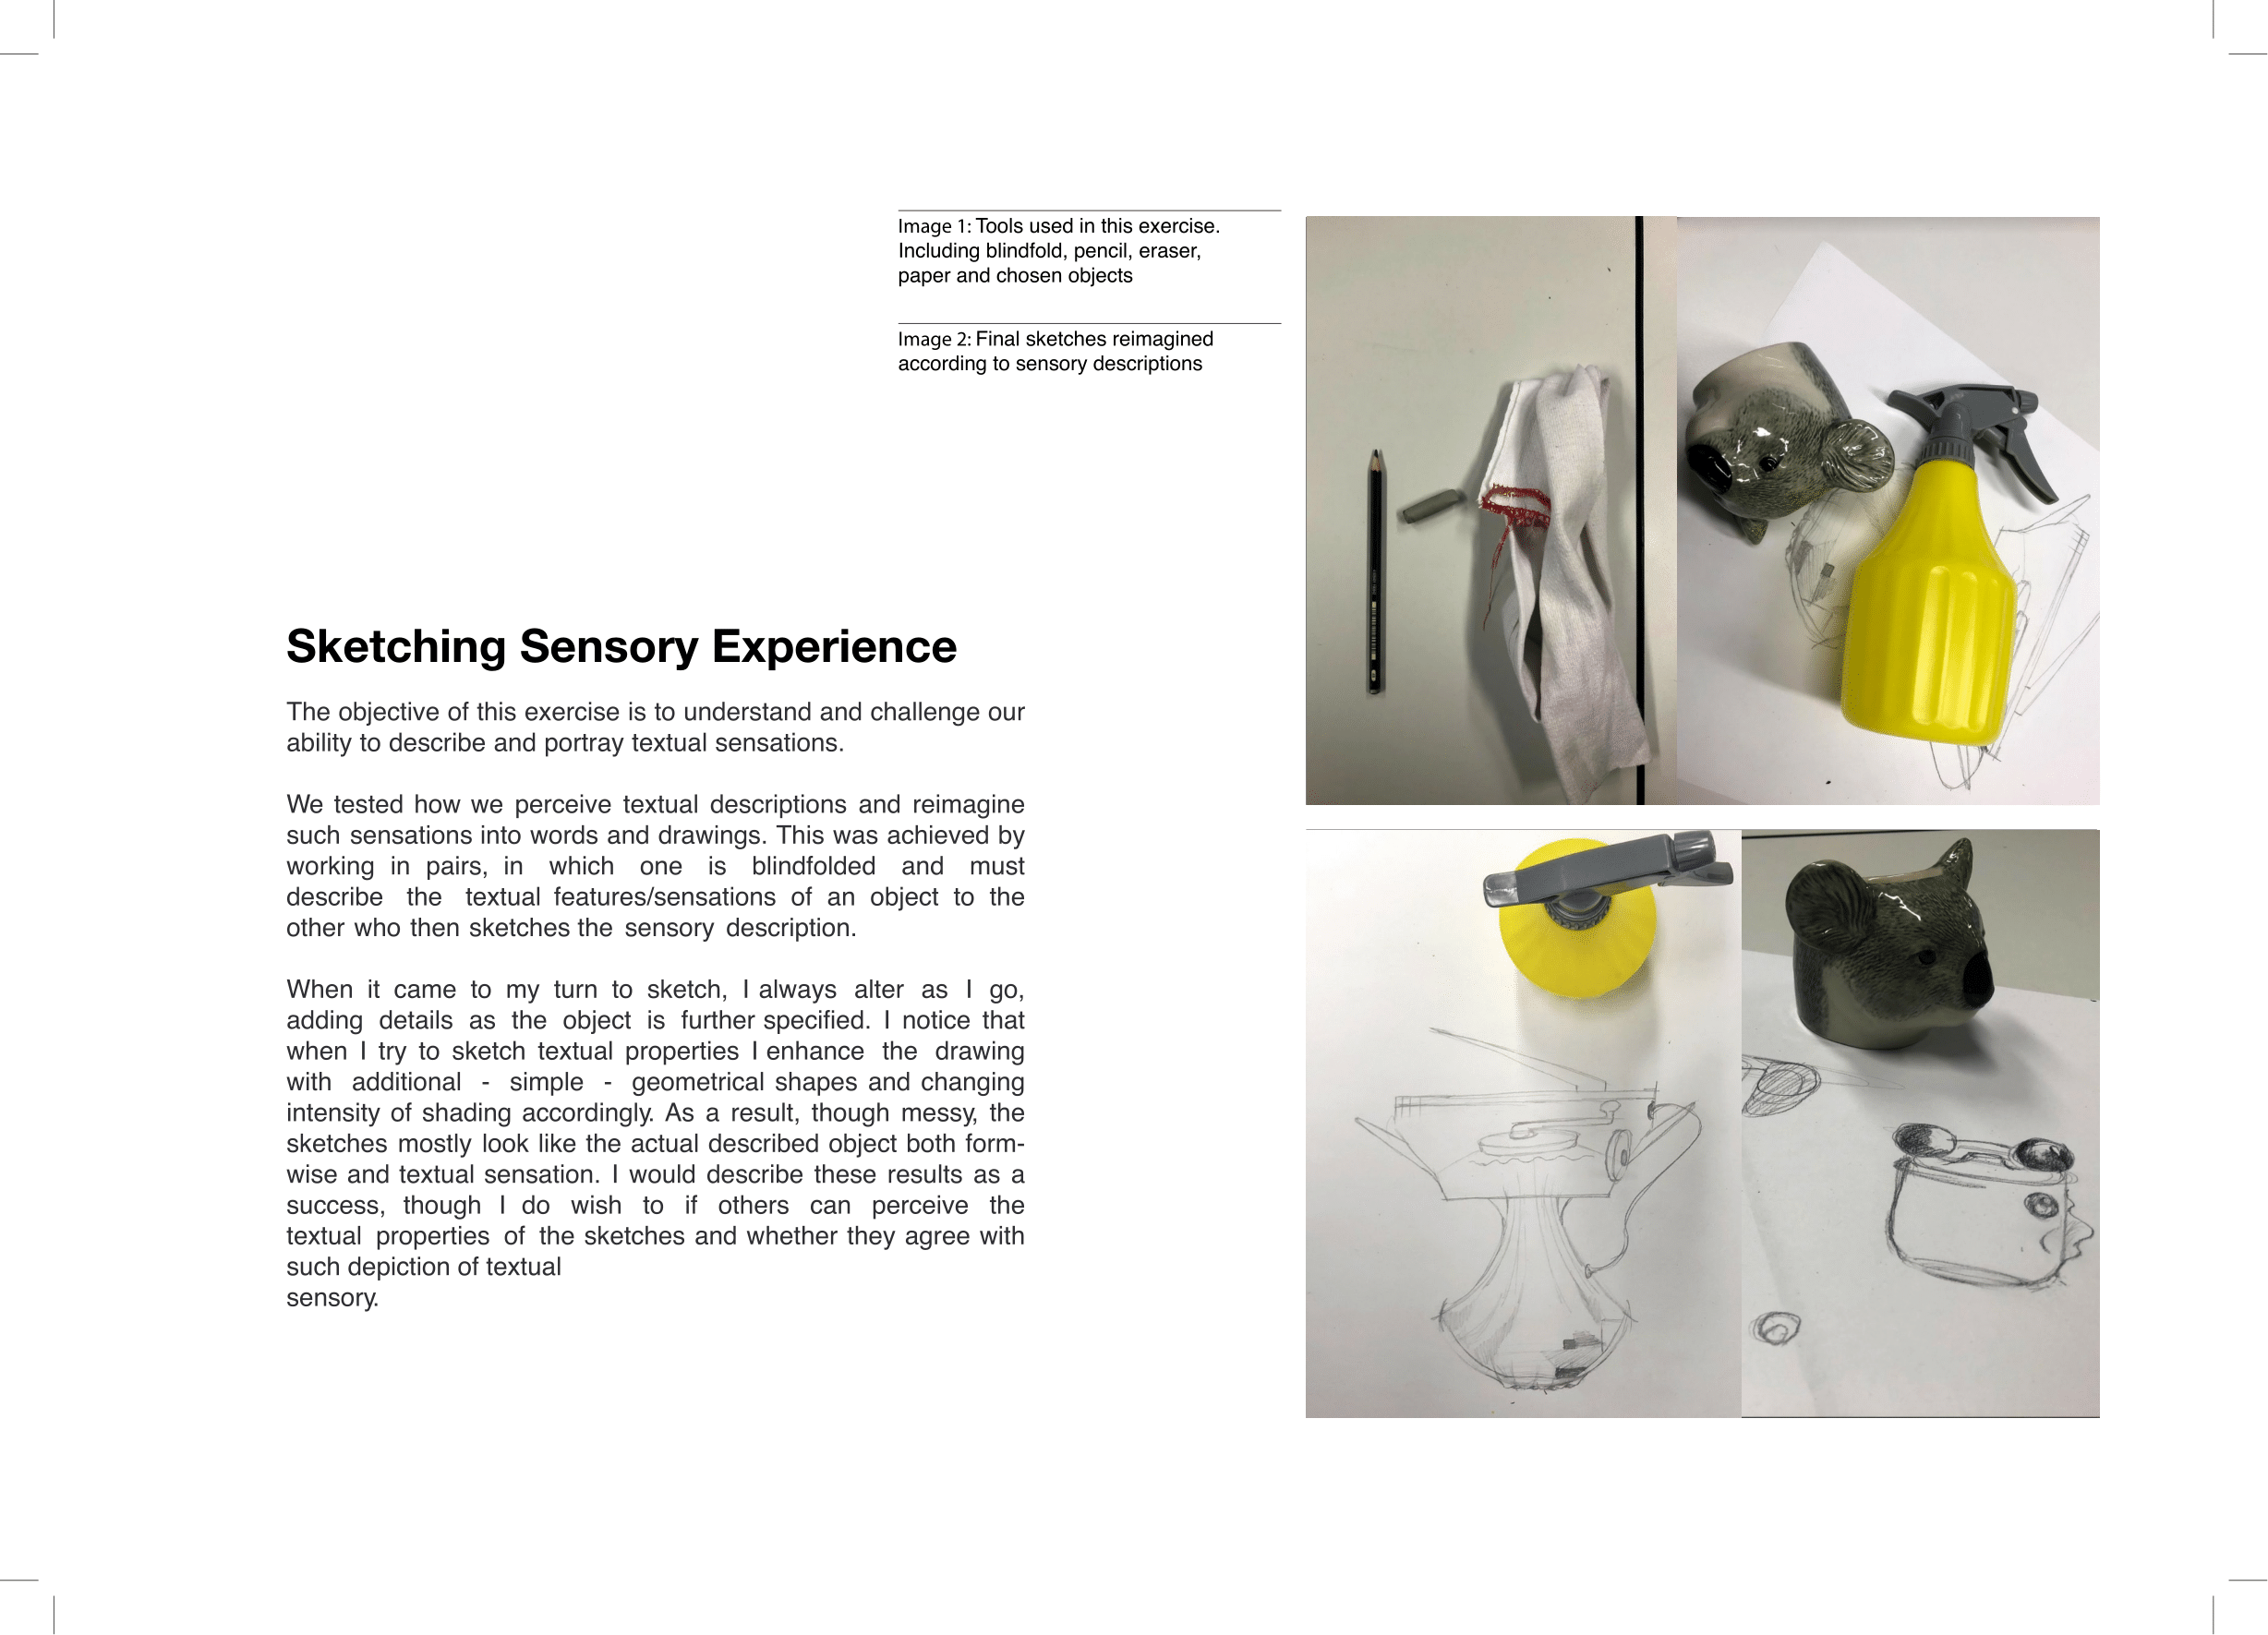 Image 1: Tools used in this exercise.
Including blindfold, pencil, eraser,
paper and chosen objects
Image 2: Final sketches reimagined
according to sensory descriptions
Sketching Sensory Experience
The objective of this exercise is to understand and challenge our
ability to describe and portray textual sensations.
We tested how we perceive textual descriptions and reimagine
such sensations into words and drawings. This was achieved by
working in pairs, in which one is blindfolded and must
describe the textual features/sensations of an object to the
other who then sketches the sensory description.
When it came to my turn to sketch, I always alter as I go,
adding details as the object is further specified. I notice that
when I try to sketch textual properties I enhance the drawing
with additional - simple - geometrical shapes and changing
intensity of shading accordingly. As a result, though messy, the
sketches mostly look like the actual described object both form-
wise and textual sensation. I would describe these results as a
success, though I do wish to if others can perceive the
textual properties of the sketches and whether they agree with
such depiction of textual
sensory.